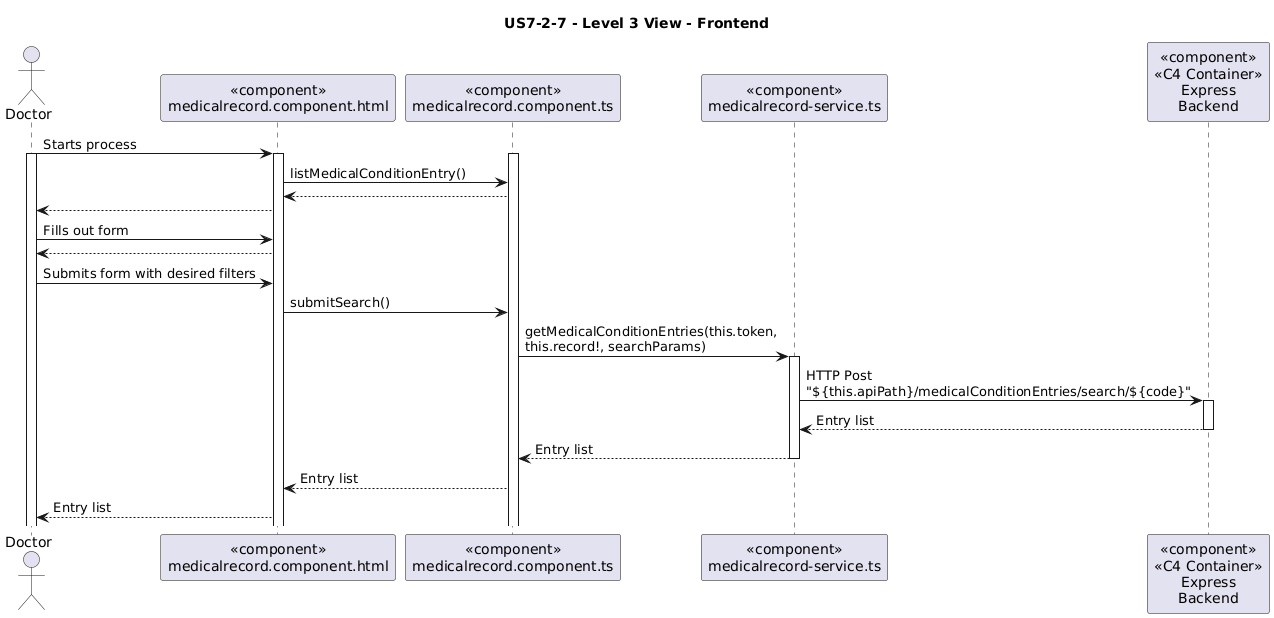 US7-2-7 - Level 3 View - Frontend
Doctor
«component»
medicalrecord.component.html
«component»
medicalrecord.component.ts
«component»
medicalrecord-service.ts
«component»
«C4 Container»
Express
Backend
Starts process
listMedicalConditionEntry()
Fills out form
Submits form with desired filters
submitSearch()
getMedicalConditionEntries(this.token,
this.record!, searchParams)
HTTP Post
"${this.apiPath}/medicalConditionEntries/search/${code}"
Entry list
Entry list
Entry list
Entry list
Doctor
«component»
medicalrecord.component.html
«component»
medicalrecord.component.ts
«component»
medicalrecord-service.ts
«component»
«C4 Container»
Express
Backend